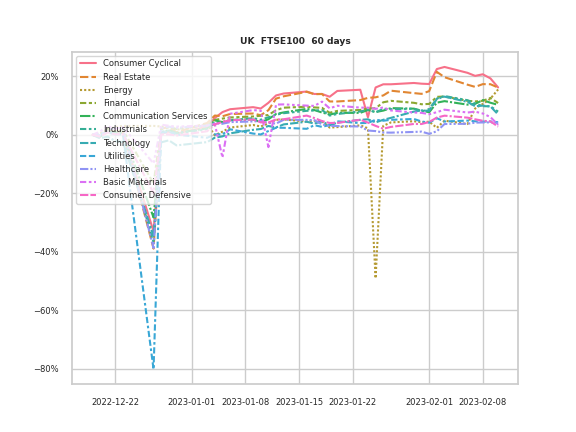 UK FTSE100 60 days
Consumer Cyclical
Real Estate
Energy
Financial
Communication Services
Industrials
Technology
Utilities
Healthcare
Basic Materials
Consumer Defensive
20%
0%
−20%
−40%
−60%
−80%
2022-12-22
2023-01-01
2023-01-08
2023-01-15
2023-01-22
2023-02-01
2023-02-08